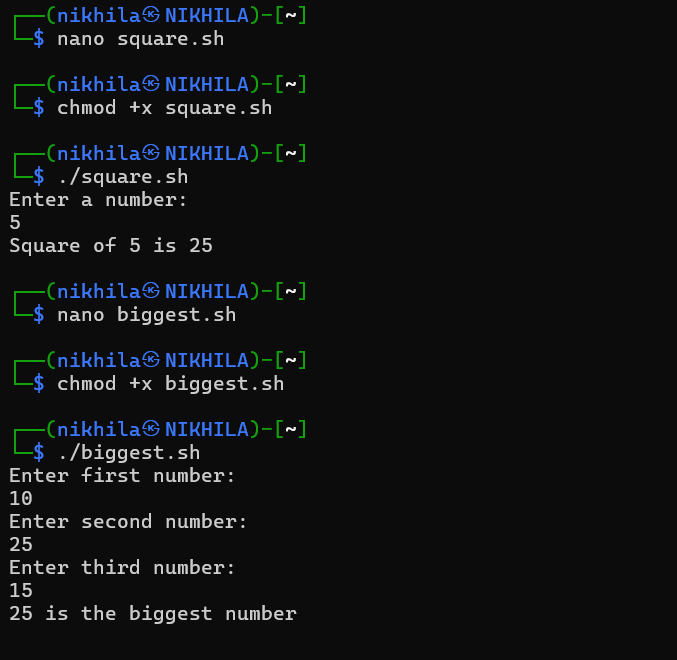 ┌──(nikhila㉿NIKHILA)-[~]
└─$ nano square.sh
┌──(nikhila㉿NIKHILA)-[~]
└─$ chmod +x square.sh
┌──(nikhila㉿NIKHILA)-[~]
└─$ ./square.sh
Enter a number:
5
Square of 5 is 25
┌──(nikhila㉿NIKHILA)-[~]
└─$ nano biggest.sh
┌──(nikhila㉿NIKHILA)-[~]
└─$ chmod +x biggest.sh
┌──(nikhila㉿NIKHILA)-[~]
└─$ ./biggest.sh
Enter first number:
10
Enter second number:
25
Enter third number:
15
25 is the biggest number